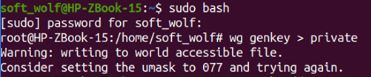 soft_wolf@HP-ZBook-15:~$ sudo bash
[sudo] password for soft_wolf:
root@HP-ZBook-15:/home/soft_wolf# wg genkey > private
Warning: writing to world accessible file.
Consider setting the umask to 077 and trying again.